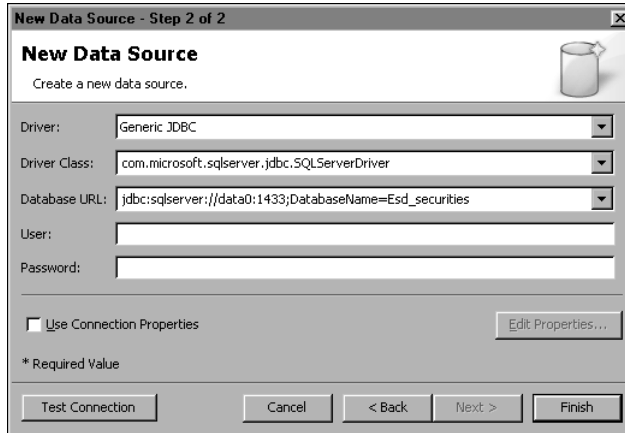 New Data Source - Step 2 of 2
New Data Source
Create a new data source.
Driver: Generic JDBC
Driver Class: com.microsoft.sqlserver.jdbc.SQLServerDriver
Database URL: jdbc:sqlserver://data0:1433;DatabaseName=Esd_securities
User:
Password:
Use Connection Properties Edit Properties...
* Required Value
Test Connection Cancel < Back Next > Finish